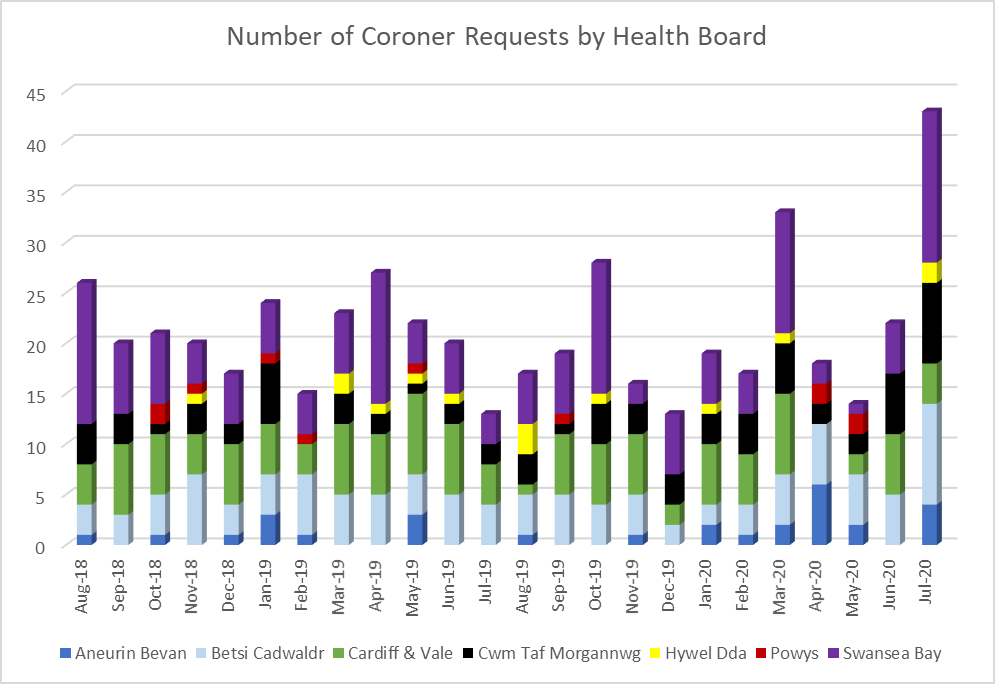 Number of Coroner Requests by Health Board
45
40
35
30
25
20
15
10
5
0
Aug-18
Sep-18
Oct-18
Nov-18
Dec-18
Jan-19
Feb-19
Mar-19
Apr-19
May-19
Jun-19
Jul-19
Aug-19
Sep-19
Oct-19
Nov-19
Dec-19
Jan-20
Feb-20
Mar-20
Apr-20
May-20
Jun-20
Jul-20
Aneurin Bevan Betsi Cadwaldr Cardiff & Vale Cwm Taf Morgannwg Hywel Dda Powys Swansea Bay